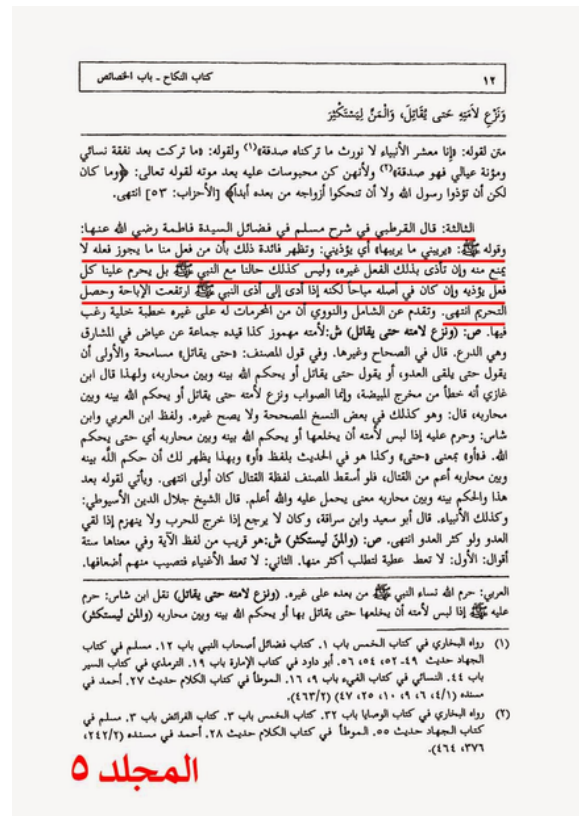 ١٢ كتاب النكاح ـ باب الخصائص
وَنَزْعِ لأَمَتِهِ حَتى يُقَاتِلَ، وَالْمَنِّ لِيَسْتَكْثِرَ
متن لقوله: «إنا معشر الأنبياء لا نورث ما تركناه صدقة»(١) ولقوله: «ما تركت بعد نفقة نسائي
ومؤنة عيالي فهو صدقة»(٢) ولأنهن كن محبوسات عليه بعد موته لقوله تعالى: ﴿وما كان
لكن أن تؤذوا رسول الله ولا أن تنكحوا أزواجه من بعده أبدا﴾ [الأحزاب: ٥٣] انتهى.
الثالثة: قال القرطبي في شرح مسلم في فضائل السيدة فاطمة رضي الله عنها:
وقوله ﷺ: «يريبني ما يريبها» أي يؤذيني: وتظهر فائدة ذلك بأن من فعل منا ما يجوز فعله لا
يمنع منه وإن تأذى بذلك الفعل غيره، وليس كذلك حالنا مع النبي ﷺ بل يحرم علينا كل
فعل يؤذيه وإن كان في أصله مباحاً لكنه إذا أدى إلى أذى النبي ﷺ ارتفعت الإباحة وحصل
التحريم انتهى. وتقدم عن الشامل والنووي أن من المحرمات له على غيره خطبة خلية رغب
فيها. ص: (ونزع لامته حتى يقاتل) ش: لأمته مهموز كذا قيده جماعة عن عياض في المشارق
وهي الدرع. قال في الصحاح وغيرها. وفي قول المصنف: «حتى يقاتل» مسامحة والأولى أن
يقول حتى يلقى العدو، أو يقول حتى يقاتل أو يحكم الله بينه وبين محاربه، ولهذا قال ابن
غازي أنه خطأ من مخرج المبيضة، وإنما الصواب ونزع لأمته حتى يقاتل أو يحكم الله بينه وبين
محاربه، قال: وهو كذلك في بعض النسخ المصححة ولا يصح غيره. ولفظ ابن العربي وابن
شاس: وحرم عليه إذا لبس لأمته أن يخلعها أو يحكم الله بينه وبين محاربه أي حتى يحكم
الله. فـ«أو» بمعنى «حتى» وكذا هو في الحديث بلفظ «أو» وبهذا يظهر لك أن حكم الله بينه
وبين محاربه أعم من القتال، فلو أسقط المصنف لفظة القتال كان أولى انتهى. ويأتي لقوله بعد
هذا والحكم بينه وبين محاربه معنى يحمل عليه والله أعلم. قال الشيخ جلال الدين الأسيوطي:
وكذلك الأنبياء. قال أبو سعيد وابن سراقة، وكان لا يرجع إذا خرج للحرب ولا ينهزم إذا لقي
العدو ولو كثر العدو انتهى. ص: (والمن ليستكثر) ش: هو قريب من لفظ الآية وفي معناها ستة
أقوال: الأول: لا تعط عطية لتطلب أكثر منها. الثاني: لا تعط الأغنياء فتصيب منهم أضعافها.
العربي: حرم الله نساء النبي ﷺ من بعده على غيره. (ونزع لامته حتى يقاتل) نقل ابن شاس: حرم
عليه ﷺ إذا لبس لأمته أن يخلعها حتى يقاتل بها أو يحكم الله بينه وبين محاربه (والمن ليستكثر)
(١) رواه البخاري في كتاب الخمس باب ١. كتاب فضائل أصحاب النبي باب ١٢. مسلم في كتاب
الجهاد حديث ٤٩ـ٥٢، ٥٤، ٥٦. أبو داود في كتاب الإمارة باب ١٩. الترمذي في كتاب السير
باب ٤٤. النسائي في كتاب الفيء باب ٩، ١٦. الموطأ في كتاب الكلام حديث ٢٧. أحمد في
مسنده (٤/١، ٦، ٩، ١٠، ٢٥، ٤٧) (٤٦٣/٢).
(٢) رواه البخاري في كتاب الوصايا باب ٣٢. كتاب الخمس باب ٣. كتاب الفرائض باب ٣. مسلم في
كتاب الجهاد حديث ٥٥. الموطأ في كتاب الكلام حديث ٢٨. أحمد في مسنده (٢٤٢/٢،
٣٧٦، ٤٦٤).
المجلد ٥